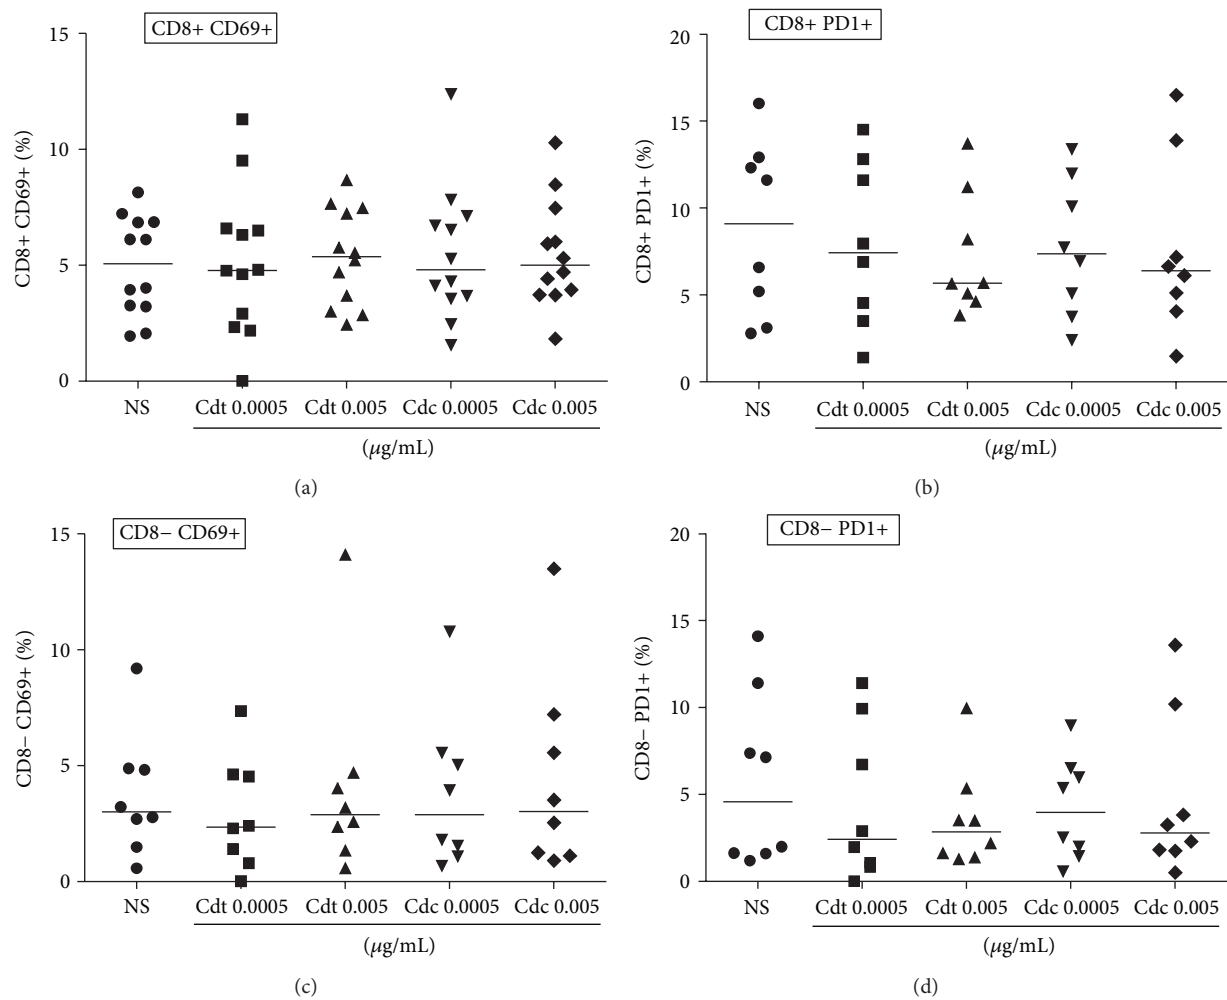 CD8+ CD69+
CD8+ CD69+ (%)
15
10
5
0
NS Cdt 0.0005 Cdt 0.005 Cdc 0.0005 Cdc 0.005
(μg/mL)
(a)
CD8+ PD1+
CD8+ PD1+ (%)
20
15
10
5
0
NS Cdt 0.0005 Cdt 0.005 Cdc 0.0005 Cdc 0.005
(μg/mL)
(b)
CD8− CD69+
CD8− CD69+ (%)
15
10
5
0
NS Cdt 0.0005 Cdt 0.005 Cdc 0.0005 Cdc 0.005
(μg/mL)
(c)
CD8− PD1+
CD8− PD1+ (%)
20
15
10
5
0
NS Cdt 0.0005 Cdt 0.005 Cdc 0.0005 Cdc 0.005
(μg/mL)
(d)